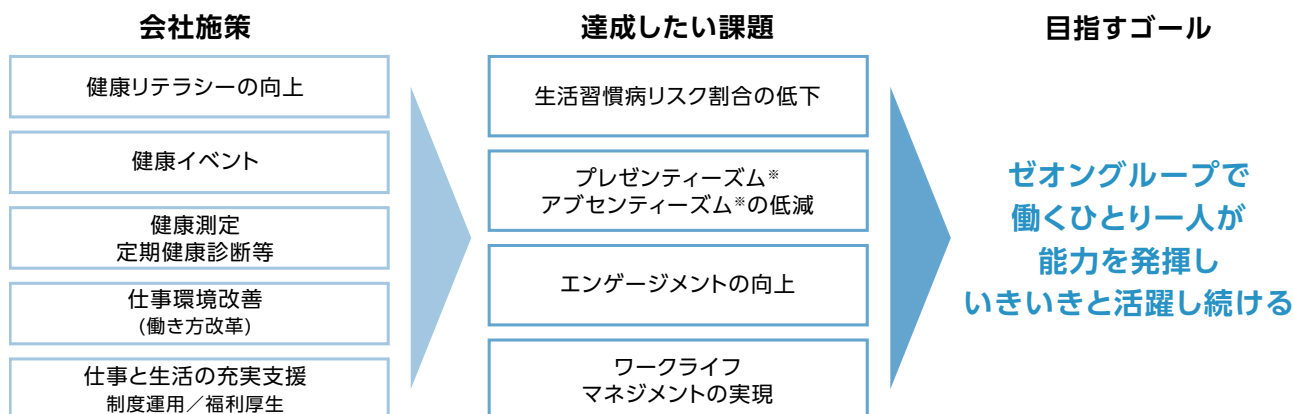 会社施策
健康リテラシーの向上
健康イベント
健康測定
定期健康診断等
仕事環境改善
(働き方改革)
仕事と生活の充実支援
制度運用／福利厚生
達成したい課題
生活習慣病リスク割合の低下
プレゼンティーズム※
アブセンティーズム※の低減
エンゲージメントの向上
ワークライフ
マネジメントの実現
目指すゴール
ゼオングループで
働くひとり一人が
能力を発揮し
いきいきと活躍し続ける